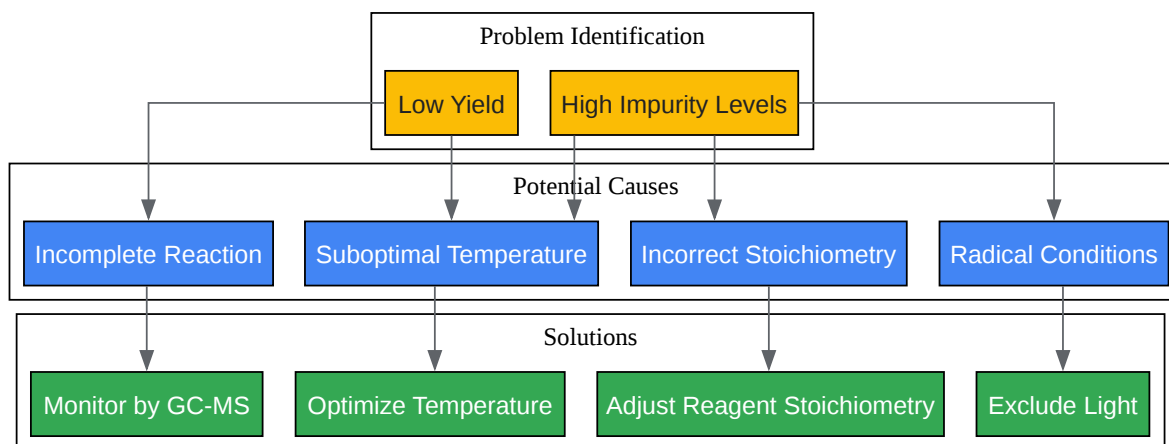 Problem Identification
Low Yield
High Impurity Levels
Potential Causes
Incomplete Reaction
Suboptimal Temperature
Incorrect Stoichiometry
Radical Conditions
Solutions
Monitor by GC-MS
Optimize Temperature
Adjust Reagent Stoichiometry
Exclude Light